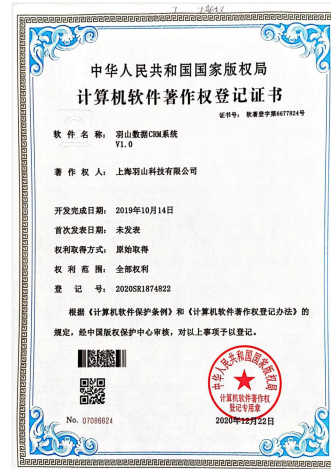 中华人民共和国国家版权局
计算机软件著作权登记证书
证书号： 软著登字第6677824号
软 件 名 称： 羽山数据CRM系统
V1.0
著 作 权 人： 上海羽山科技有限公司
开发完成日期： 2019年10月14日
首次发表日期： 未发表
权利取得方式： 原始取得
权 利 范 围： 全部权利
登 记 号： 2020SR1874822
根据《计算机软件保护条例》和《计算机软件著作权登记办法》的
规定，经中国版权保护中心审核，对以上事项予以登记。
中华人民共和国国家版权局
计算机软件著作权
登记专用章
No. 07086624
2020年12月22日